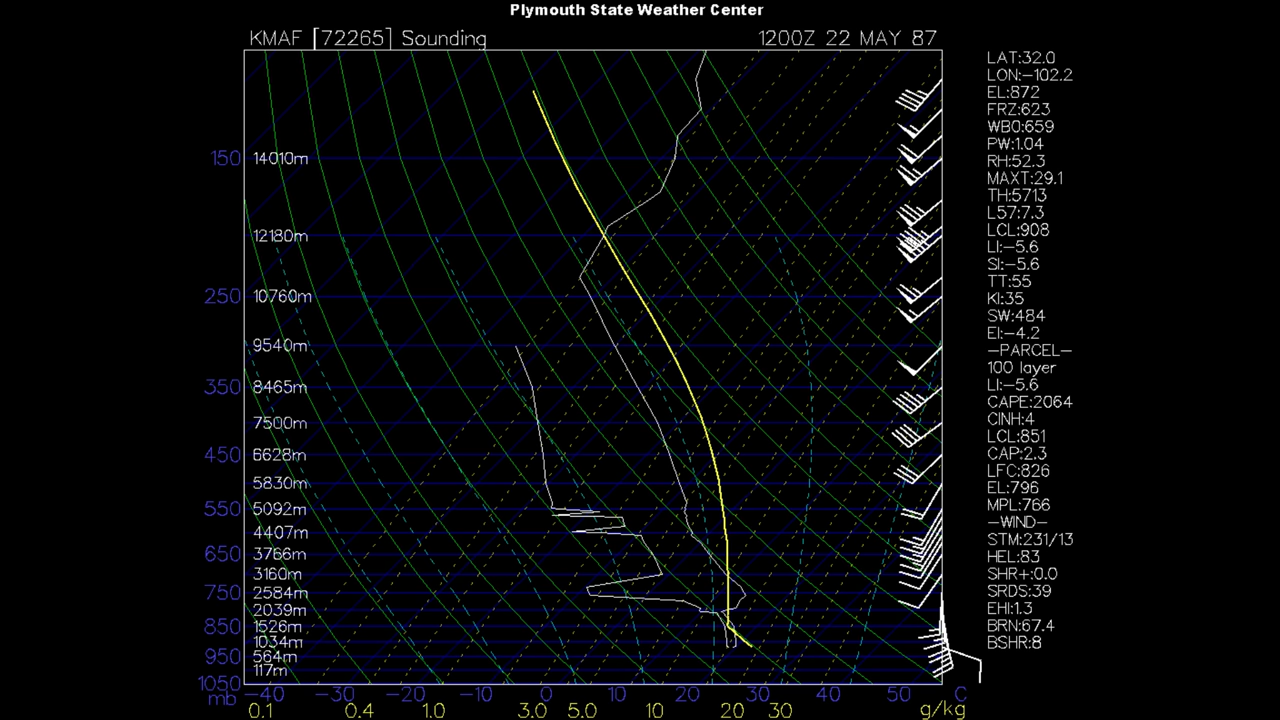 Plymouth State Weather Center
KMAF [72265] Sounding 1200Z 22 MAY 87
150 14010m
12180m
250 10760m
9540m
350 8465m
7500m
450 6628m
5830m
550 5092m
4407m
650 3766m
3160m
750 2584m
2039m
850 1526m
1034m
950 564m
117m
1050
mb -40 -30 -20 -10 0 10 20 30 40 50 C
0.1 0.4 1.0 3.0 5.0 10 20 30 g/kg
LAT:32.0
LON:-102.2
EL:872
FRZ:623
WB0:659
PW:1.04
RH:52.3
MAXT:29.1
TH:5713
L57:7.3
LCL:908
LI:-5.6
SI:-5.6
TT:55
KI:35
SW:484
EI:-4.2
-PARCEL-
100 layer
LI:-5.6
CAPE:2064
CINH:4
LCL:851
CAP:2.3
LFC:826
EL:796
MPL:766
-WIND-
STM:231/13
HEL:83
SHR+:0.0
SRDS:39
EHI:1.3
BRN:67.4
BSHR:8